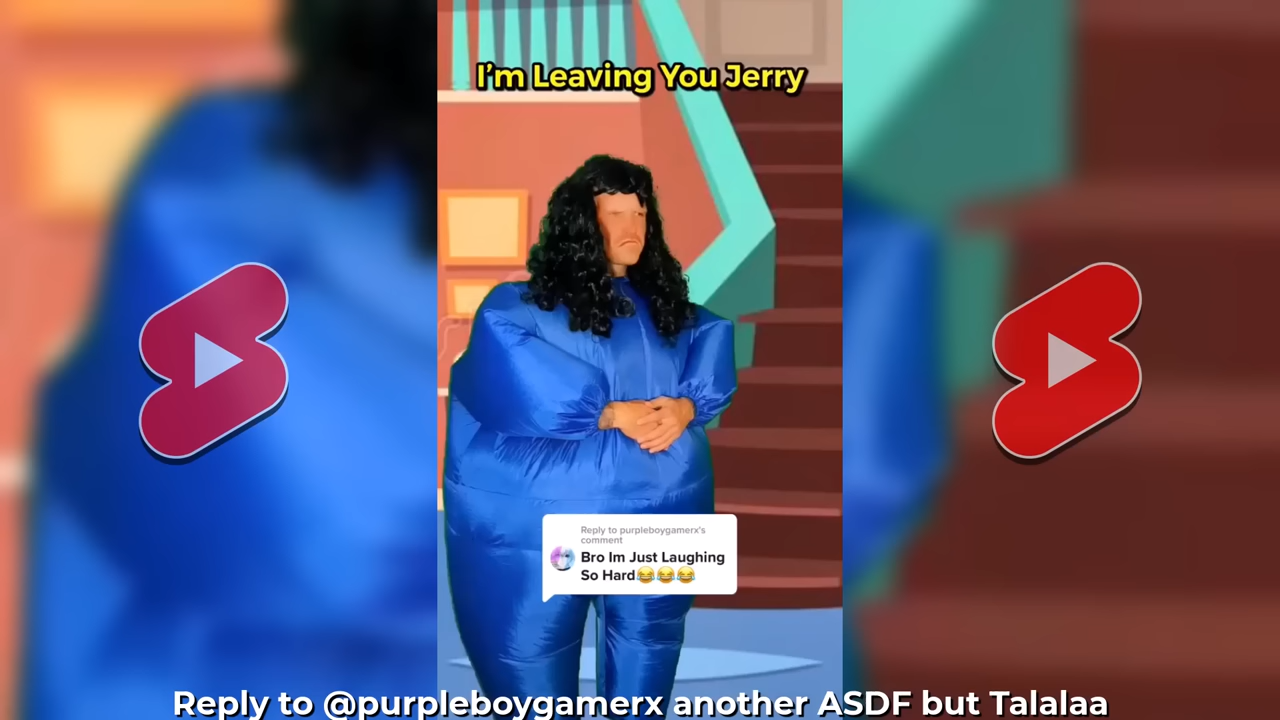 I'm Leaving You Jerry
Reply to purpleboygamerx's
comment
Bro Im Just Laughing
So Hard😂😂😂
Reply to @purpleboygamerx another ASDF but Talalaa